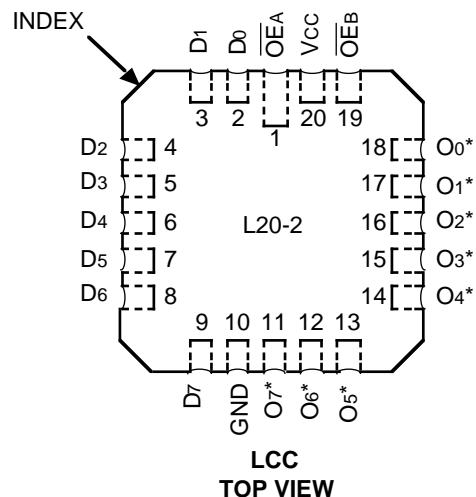 INDEX
D1 D0 O̅E̅A VCC O̅E̅B
3 2 1 20 19
D2 4 18 O0*
D3 5 17 O1*
D4 6 L20-2 16 O2*
D5 7 15 O3*
D6 8 14 O4*
9 10 11 12 13
D7 GND O7* O6* O5*
LCC
TOP VIEW